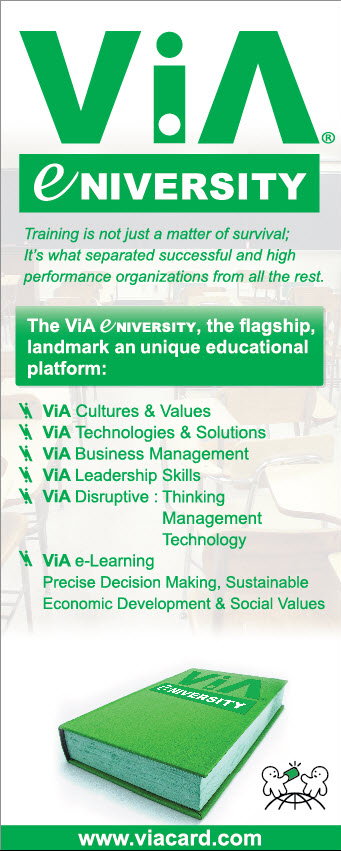 ViA®
eNIVERSITY
Training is not just a matter of survival;
It's what separated successful and high
performance organizations from all the rest.
The ViA eNIVERSITY, the flagship,
landmark an unique educational
platform:
ViA Cultures & Values
ViA Technologies & Solutions
ViA Business Management
ViA Leadership Skills
ViA Disruptive : Thinking
Management
Technology
ViA e-Learning
Precise Decision Making, Sustainable
Economic Development & Social Values
ViA
eNIVERSITY
www.viacard.com